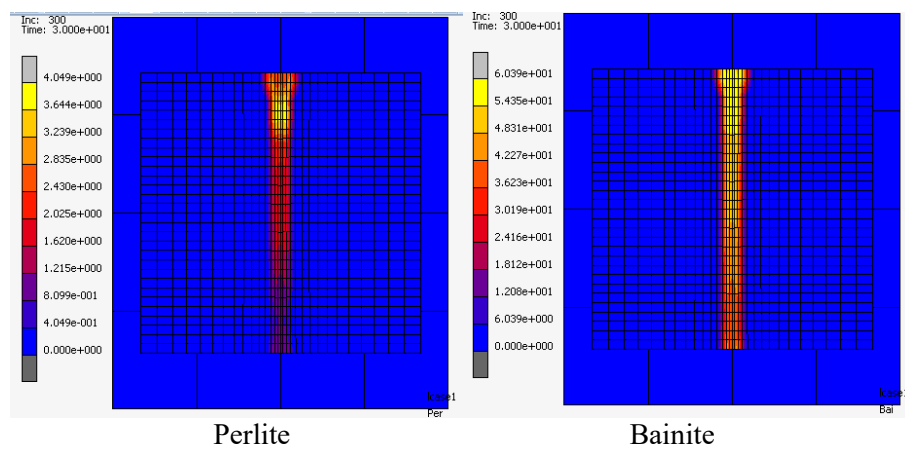 Inc: 300
Time: 3.000e+001
4.049e+000
3.644e+000
3.239e+000
2.835e+000
2.430e+000
2.025e+000
1.620e+000
1.215e+000
8.099e-001
4.049e-001
0.000e+000
lcase1
Per
Inc: 300
Time: 3.000e+001
6.039e+001
5.435e+001
4.831e+001
4.227e+001
3.623e+001
3.019e+001
2.416e+001
1.812e+001
1.208e+001
6.039e+000
0.000e+000
lcase1
Bai
Perlite
Bainite